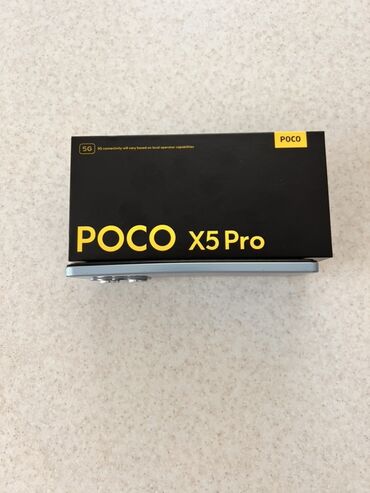 5G 5G connectivity will vary based on local operator capabilities
POCO
POCO X5 Pro